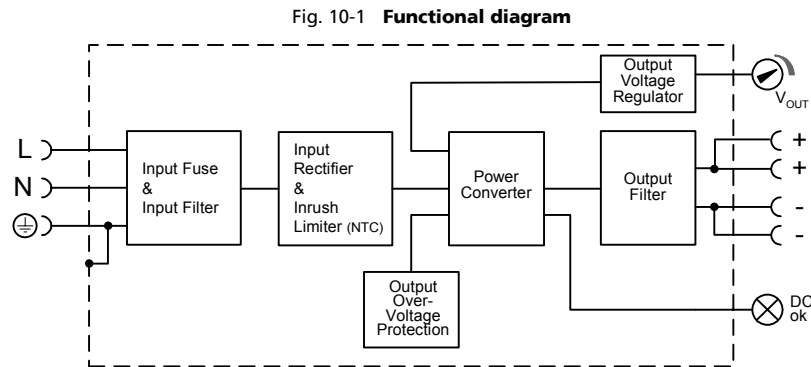 Fig. 10-1 Functional diagram
Output
Voltage
Regulator
VOUT
L
N
Input Fuse
&
Input Filter
Input
Rectifier
&
Inrush
Limiter (NTC)
Power
Converter
Output
Filter
+
+
-
-
Output
Over-
Voltage
Protection
DC
ok